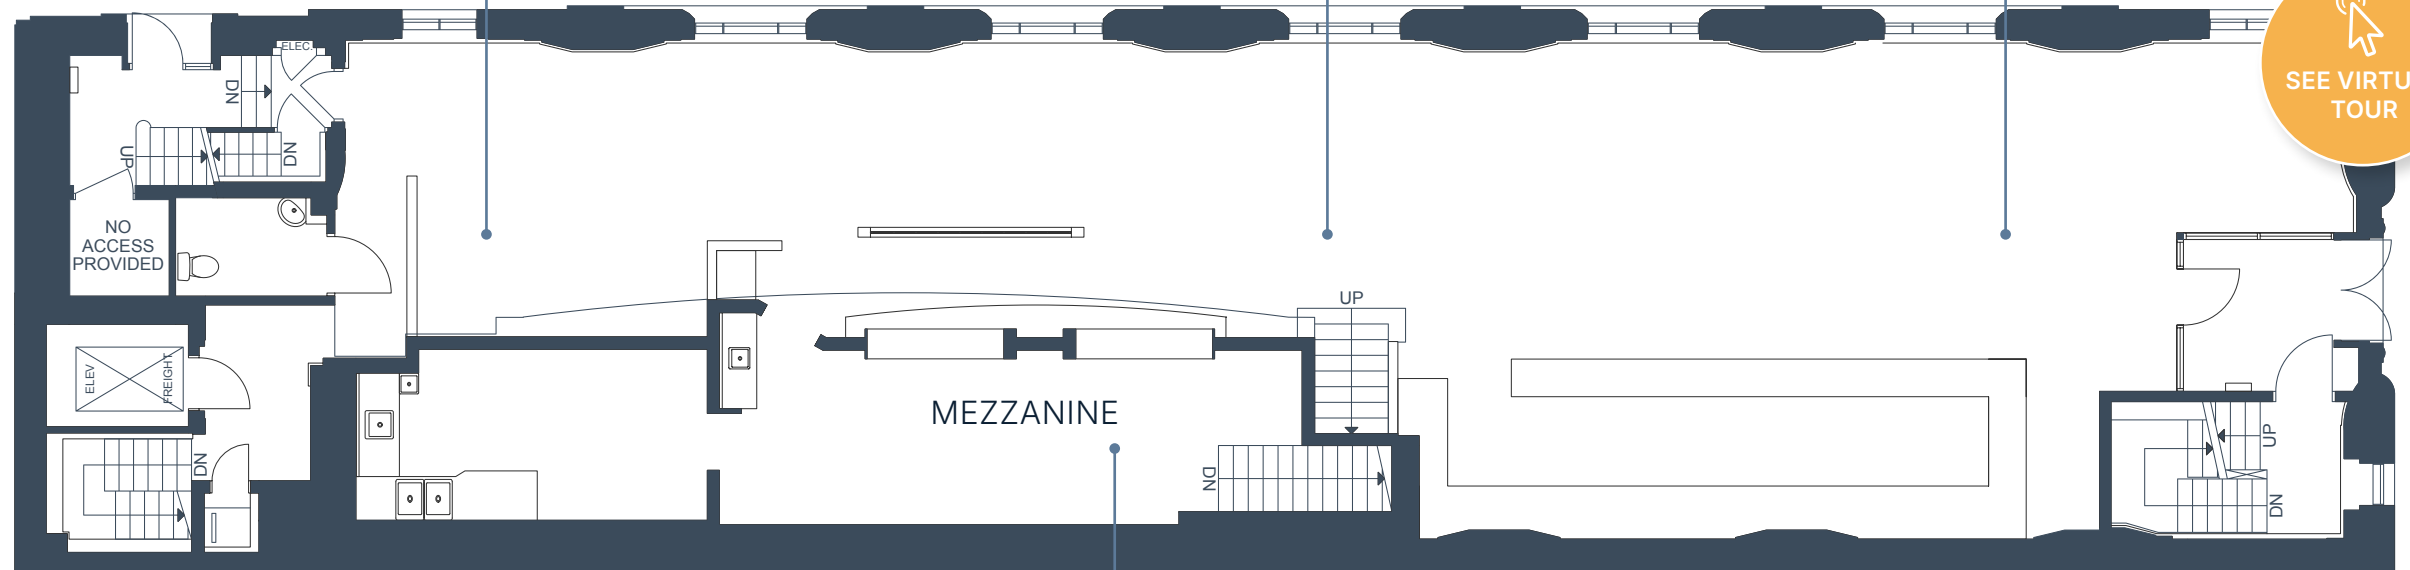 ELEC.
DN
UP
DN
NO
ACCESS
PROVIDED
ELEV
FREIGHT
DN
MEZZANINE
UP
DN
UP
DN
SEE VIRTU
TOUR